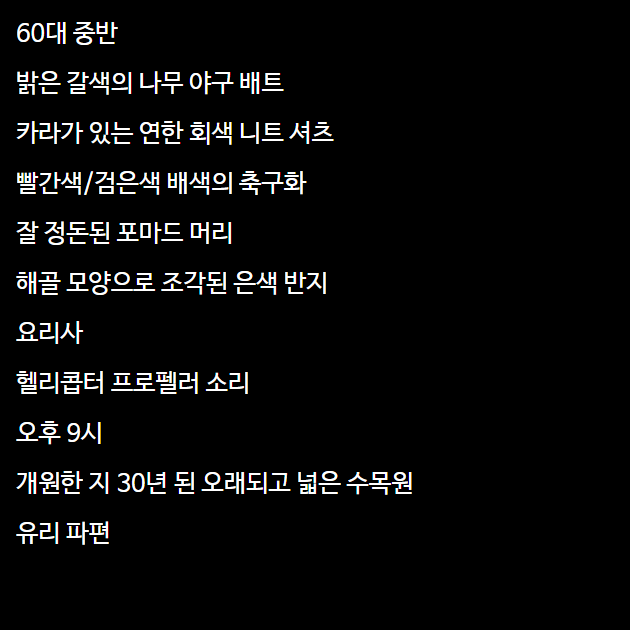 60대 중반
밝은 갈색의 나무 야구 배트
카라가 있는 연한 회색 니트 셔츠
빨간색/검은색 배색의 축구화
잘 정돈된 포마드 머리
해골 모양으로 조각된 은색 반지
요리사
헬리콥터 프로펠러 소리
오후 9시
개원한 지 30년 된 오래되고 넓은 수목원
유리 파편